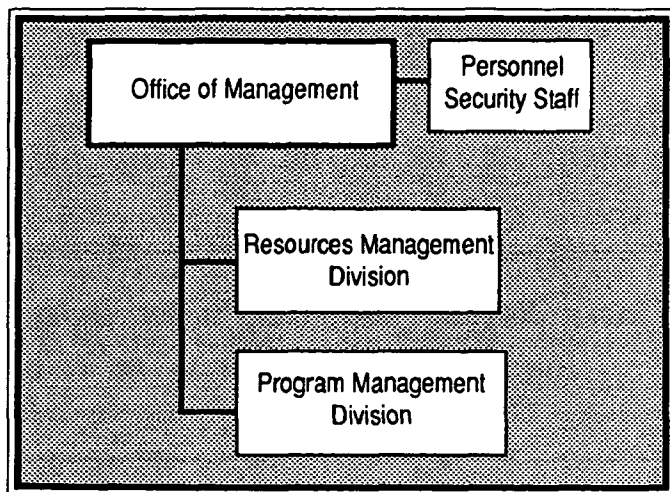 Office of Management
Personnel
Security Staff
Resources Management
Division
Program Management
Division